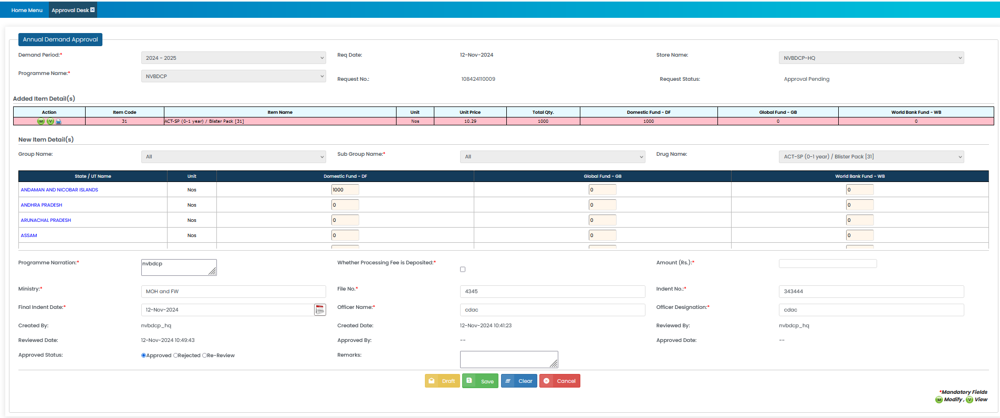 Home Menu Approval Desk
Annual Demand Approval
Demand Period:* 2024 - 2025 Req Date: 12-Nov-2024 Store Name: NVBDCP-HQ
Programme Name:* NVBDCP Request No.: 108424110009 Request Status: Approval Pending
Added Item Detail(s)
Action Item Code Item Name Unit Unit Price Total Qty. Domestic Fund - DF Global Fund - GB World Bank Fund - WB
M V 31 ACT-SP (0-1 year) / Blister Pack [31] Nos 10.29 1000 1000 0 0
New Item Detail(s)
Group Name: All Sub Group Name:* All Drug Name: ACT-SP (0-1 year) / Blister Pack [31]
State / UT Name Unit Domestic Fund - DF Global Fund - GB World Bank Fund - WB
ANDAMAN AND NICOBAR ISLANDS Nos 1000 0 0
ANDHRA PRADESH Nos 0 0 0
ARUNACHAL PRADESH Nos 0 0 0
ASSAM Nos 0 0 0
Programme Narration:* nvbdcp Whether Processing Fee is Deposited:* Amount (Rs.):*
Ministry:* MOH and FW File No.* 4345 Indent No.:* 343444
Final Indent Date:* 12-Nov-2024 Officer Name:* cdac Officer Designation:* cdac
Created By: nvbdcp_hq Created Date: 12-Nov-2024 10:41:23 Reviewed By: nvbdcp_hq
Reviewed Date: 12-Nov-2024 10:49:43 Approved By: -- Approved Date: --
Approved Status: Approved Rejected Re-Review Remarks:
Draft Save Clear Cancel
*Mandatory Fields
M Modify , V View